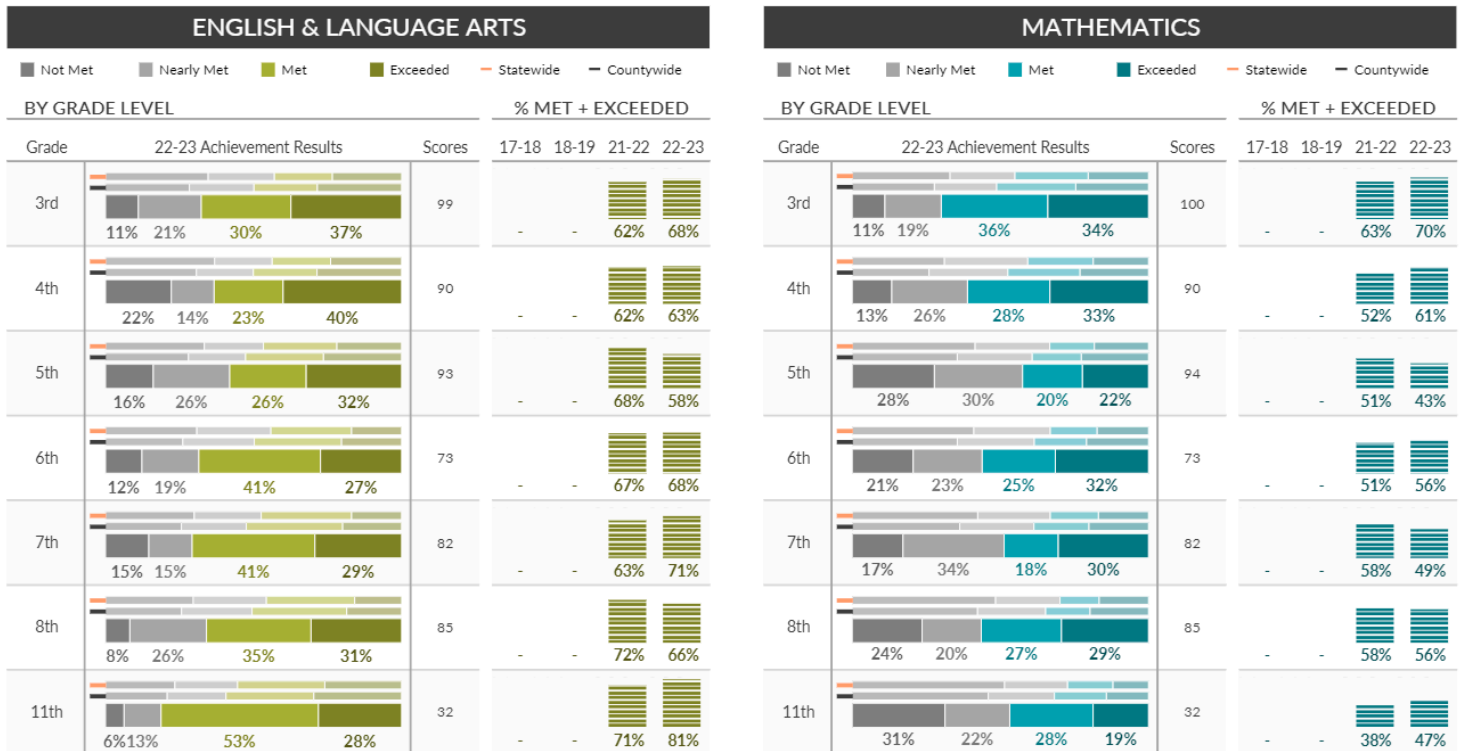 ENGLISH & LANGUAGE ARTS
Not Met Nearly Met Met Exceeded Statewide Countywide
BY GRADE LEVEL % MET + EXCEEDED
Grade 22-23 Achievement Results Scores 17-18 18-19 21-22 22-23
3rd 99
11% 21% 30% 37% - - 62% 68%
4th 90
22% 14% 23% 40% - - 62% 63%
5th 93
16% 26% 26% 32% - - 68% 58%
6th 73
12% 19% 41% 27% - - 67% 68%
7th 82
15% 15% 41% 29% - - 63% 71%
8th 85
8% 26% 35% 31% - - 72% 66%
11th 32
6% 13% 53% 28% - - 71% 81%
MATHEMATICS
Not Met Nearly Met Met Exceeded Statewide Countywide
BY GRADE LEVEL % MET + EXCEEDED
Grade 22-23 Achievement Results Scores 17-18 18-19 21-22 22-23
3rd 100
11% 19% 36% 34% - - 63% 70%
4th 90
13% 26% 28% 33% - - 52% 61%
5th 94
28% 30% 20% 22% - - 51% 43%
6th 73
21% 23% 25% 32% - - 51% 56%
7th 82
17% 34% 18% 30% - - 58% 49%
8th 85
24% 20% 27% 29% - - 58% 56%
11th 32
31% 22% 28% 19% - - 38% 47%